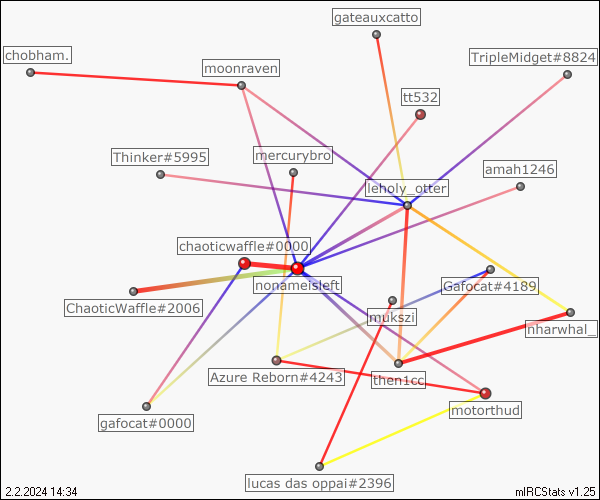 gateauxcatto
chobham.
moonraven
TripleMidget#8824
tt532
Thinker#5995
mercurybro
amah1246
leholy_otter
chaoticwaffle#0000
nonameisleft
Gafocat#4189
ChaoticWaffle#2006
mukszi
nharwhal_
Azure Reborn#4243
then1cc
motorthud
gafocat#0000
lucas das oppai#2396
2.2.2024 14:34
mIRCStats v1.25